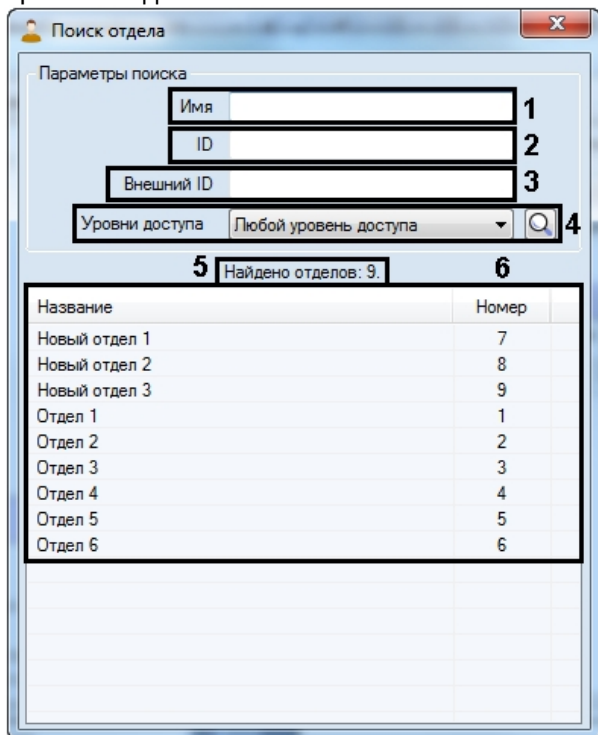 Поиск отдела
Параметры поиска
Имя 1
ID 2
Внешний ID 3
Уровни доступа Любой уровень доступа 4
5 Найдено отделов: 9. 6
Название Номер
Новый отдел 1 7
Новый отдел 2 8
Новый отдел 3 9
Отдел 1 1
Отдел 2 2
Отдел 3 3
Отдел 4 4
Отдел 5 5
Отдел 6 6